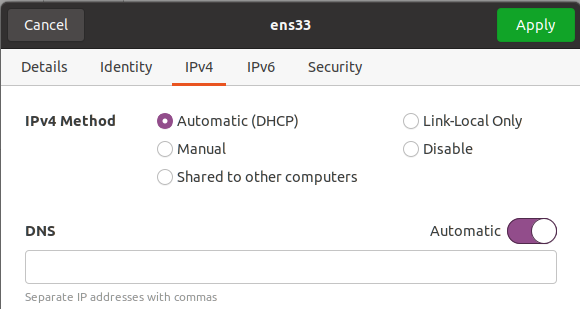 Cancel ens33 Apply
Details Identity IPv4 IPv6 Security
IPv4 Method Automatic (DHCP) Link-Local Only
Manual Disable
Shared to other computers
DNS Automatic
Separate IP addresses with commas